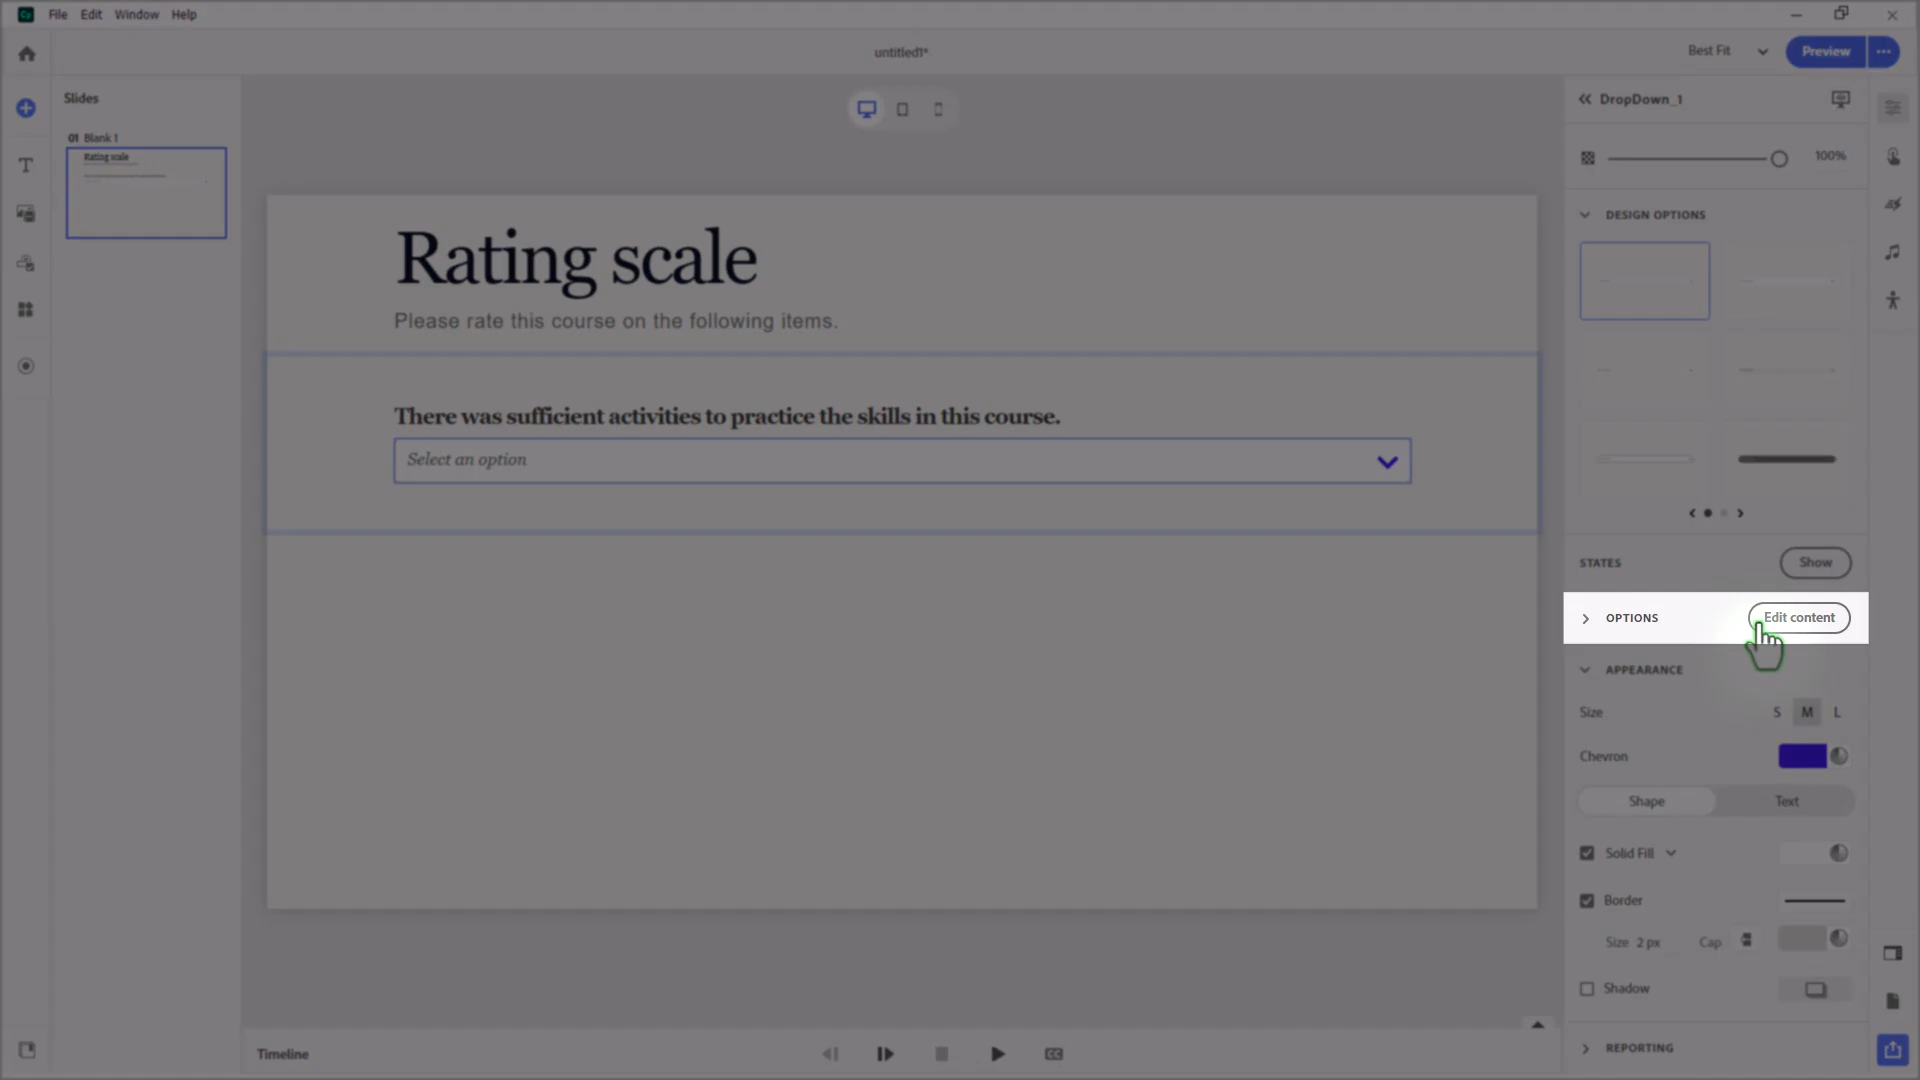 Cp File Edit Window Help
untitled1*
Best Fit
Preview
Slides
01 Blank 1
Rating scale
DropDown_1
100%
DESIGN OPTIONS
Rating scale
Please rate this course on the following items.
There was sufficient activities to practice the skills in this course.
Select an option
STATES
Show
OPTIONS
Edit content
APPEARANCE
Size
S M L
Chevron
Shape
Text
Solid Fill
Border
Size 2 px
Cap
Shadow
Timeline
CC
REPORTING